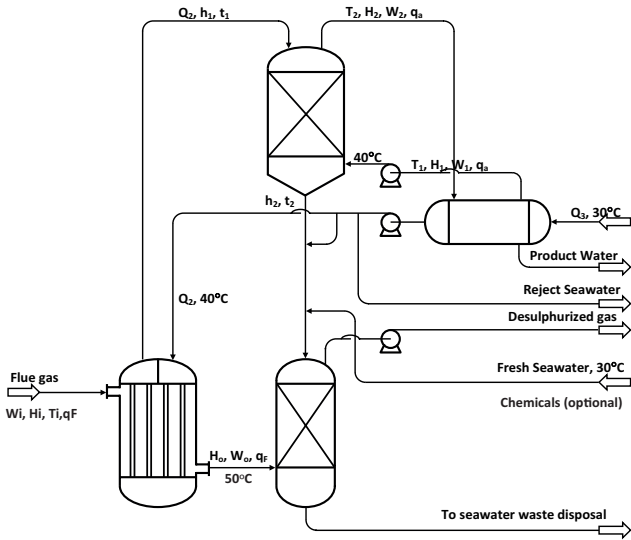 Q₂, h₁, t₁
T₂, H₂, W₂, qₐ
40°C
T₁, H₁, W₁, qₐ
h₂, t₂
Q₃, 30°C
Product Water
Q₂, 40°C
Reject Seawater
Desulphurized gas
Flue gas
Fresh Seawater, 30°C
Wi, Hi, Ti,qF
Chemicals (optional)
Hₒ, Wₒ, q_F
50°C
To seawater waste disposal